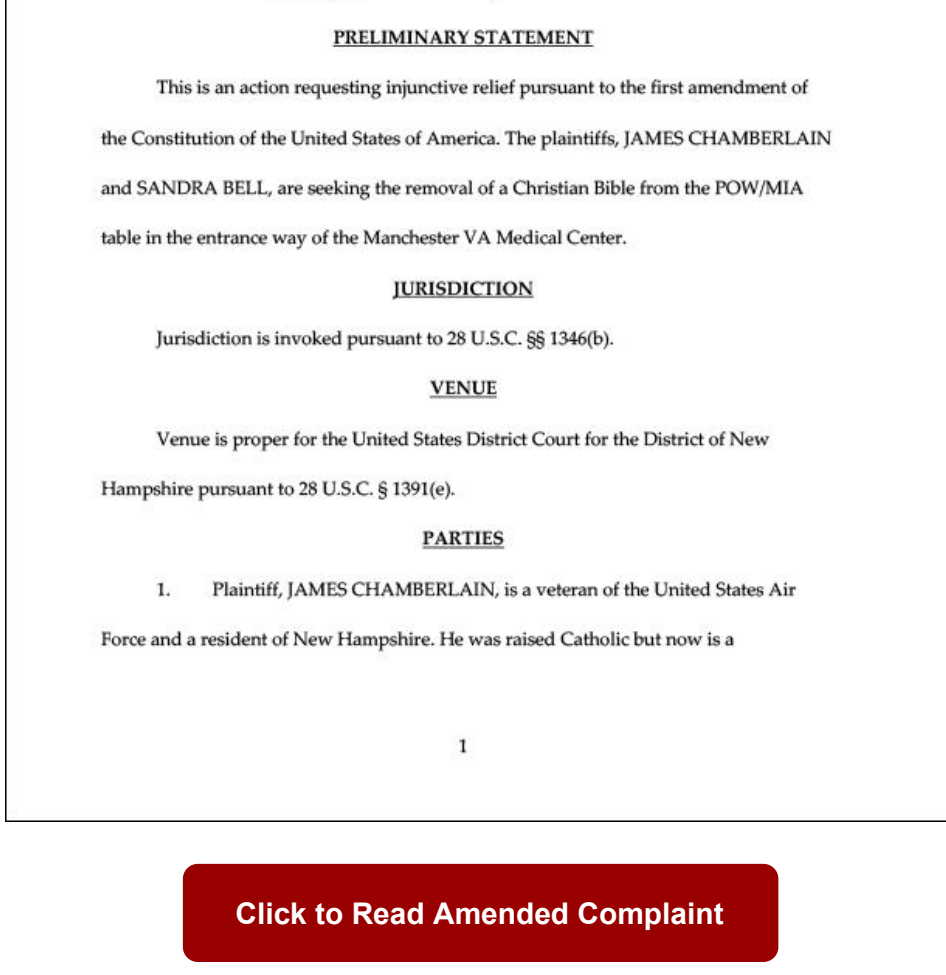 PRELIMINARY STATEMENT
This is an action requesting injunctive relief pursuant to the first amendment of
the Constitution of the United States of America. The plaintiffs, JAMES CHAMBERLAIN
and SANDRA BELL, are seeking the removal of a Christian Bible from the POW/MIA
table in the entrance way of the Manchester VA Medical Center.
JURISDICTION
Jurisdiction is invoked pursuant to 28 U.S.C. §§ 1346(b).
VENUE
Venue is proper for the United States District Court for the District of New
Hampshire pursuant to 28 U.S.C. § 1391(e).
PARTIES
1. Plaintiff, JAMES CHAMBERLAIN, is a veteran of the United States Air
Force and a resident of New Hampshire. He was raised Catholic but now is a
1
Click to Read Amended Complaint